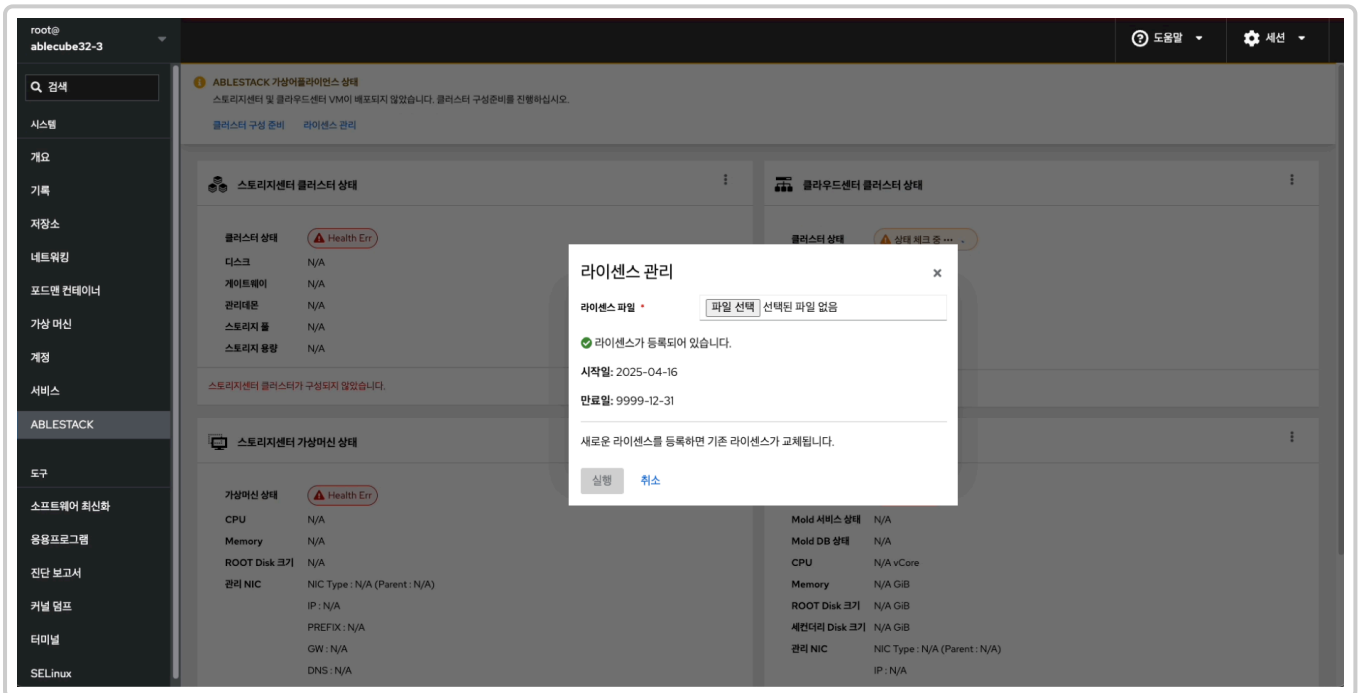 root@
ablecube32-3
도움말
세션
검색
시스템
개요
기록
저장소
네트워킹
포드맨 컨테이너
가상 머신
계정
서비스
ABLESTACK
도구
소프트웨어 최신화
응용프로그램
진단 보고서
커널 덤프
터미널
SELinux
ABLESTACK 가상어플라이언스 상태
스토리지센터 및 클라우드센터 VM이 배포되지 않았습니다. 클러스터 구성준비를 진행하십시오.
클러스터 구성 준비 라이센스 관리
스토리지센터 클러스터 상태
클러스터 상태 Health Err
디스크 N/A
게이트웨이 N/A
관리데몬 N/A
스토리지 풀 N/A
스토리지 용량 N/A
스토리지센터 클러스터가 구성되지 않았습니다.
클라우드센터 클러스터 상태
클러스터 상태 상태 체크 중 ...
라이센스 관리
라이센스 파일 * 파일 선택 선택된 파일 없음
라이센스가 등록되어 있습니다.
시작일: 2025-04-16
만료일: 9999-12-31
새로운 라이센스를 등록하면 기존 라이센스가 교체됩니다.
실행 취소
스토리지센터 가상머신 상태
가상머신 상태 Health Err
CPU N/A
Memory N/A
ROOT Disk 크기 N/A
관리 NIC NIC Type : N/A (Parent : N/A)
IP : N/A
PREFIX : N/A
GW : N/A
DNS : N/A
Mold 서비스 상태 N/A
Mold DB 상태 N/A
CPU N/A vCore
Memory N/A GiB
ROOT Disk 크기 N/A GiB
세컨더리 Disk 크기 N/A GiB
관리 NIC NIC Type : N/A (Parent : N/A)
IP : N/A